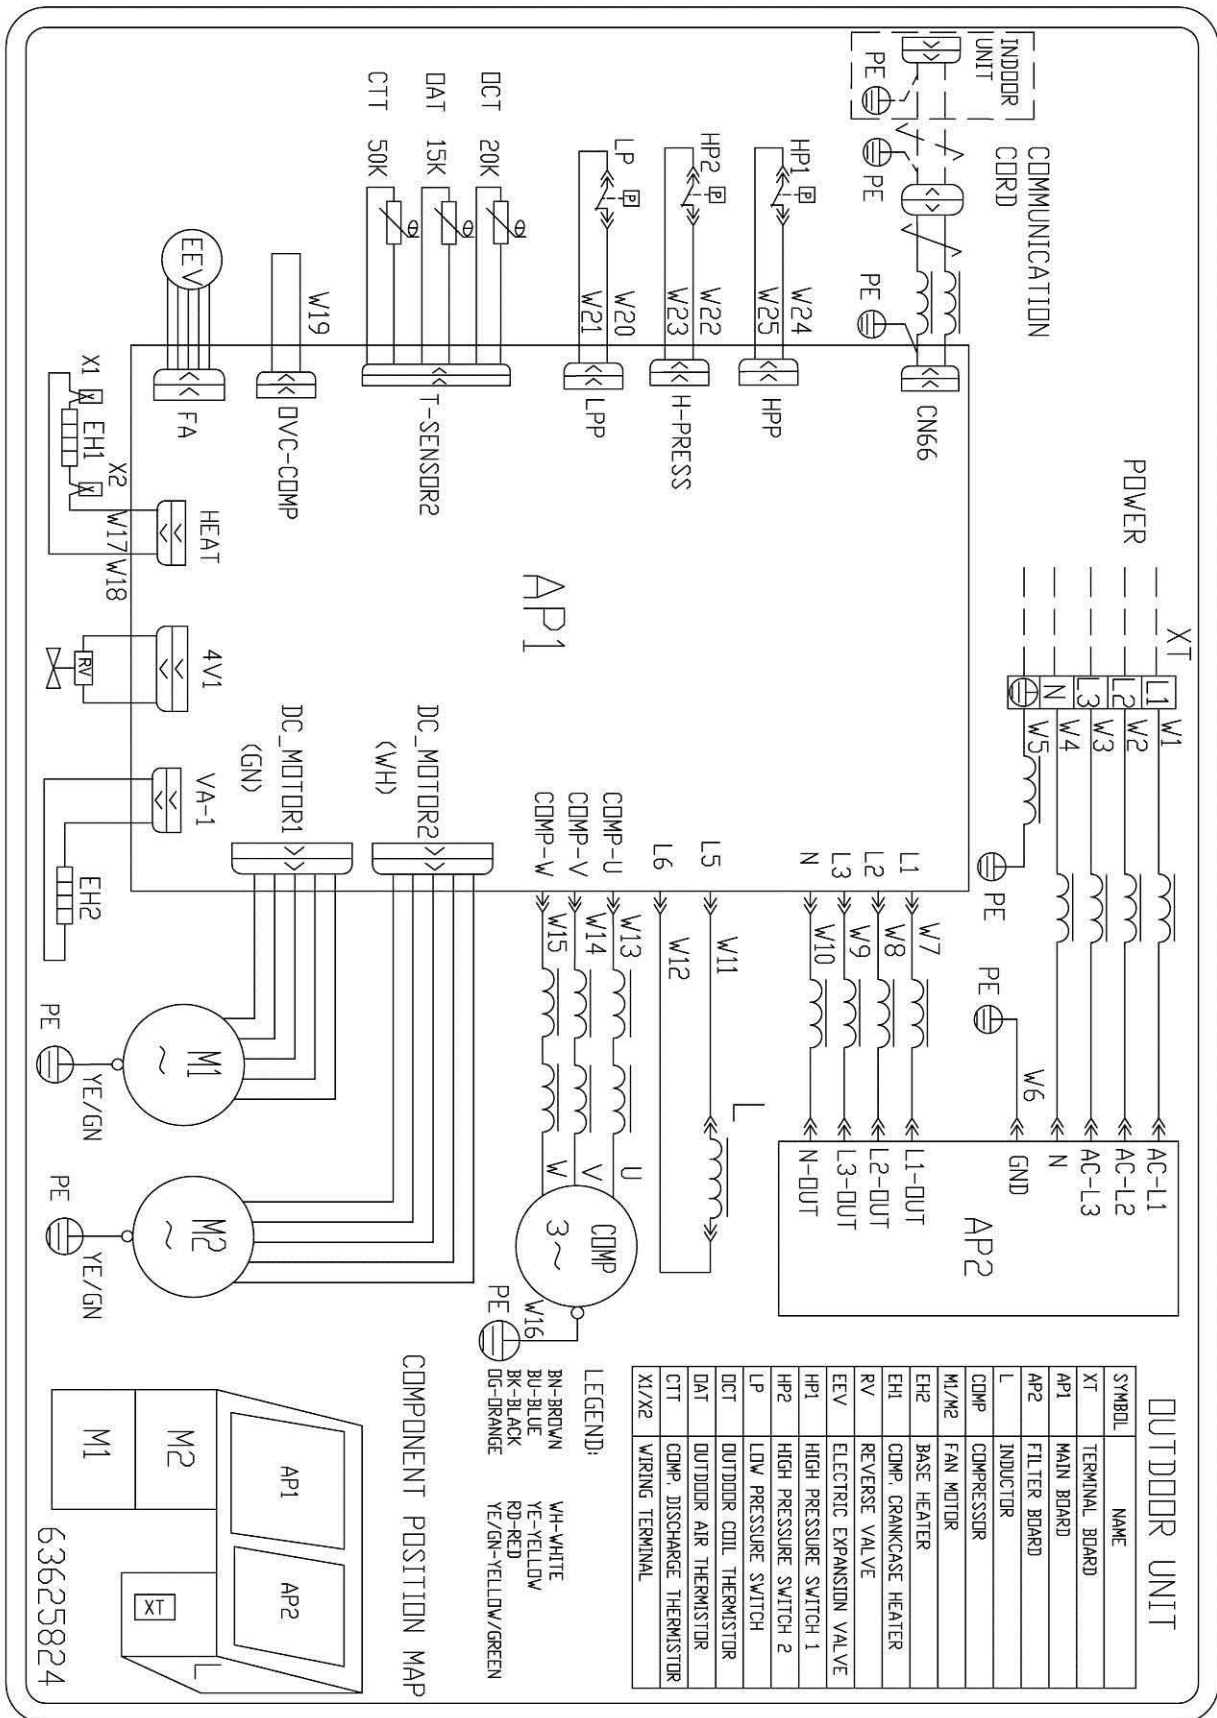 OUTDOOR UNIT
SYMBOL NAME
XT TERMINAL BOARD
AP1 MAIN BOARD
AP2 FILTER BOARD
L INDUCTOR
COMP COMPRESSOR
M1/M2 FAN MOTOR
EH2 BASE HEATER
EH1 COMP. CRANKCASE HEATER
RV REVERSE VALVE
EEV ELECTRIC EXPANSION VALVE
HP1 HIGH PRESSURE SWITCH 1
HP2 HIGH PRESSURE SWITCH 2
LP LOW PRESSURE SWITCH
OCT OUTDOOR COIL THERMISTOR
OAT OUTDOOR AIR THERMISTOR
CTT COMP. DISCHARGE THERMISTOR
X1/X2 WIRING TERMINAL
LEGEND:
BN-BROWN WH-WHITE
BU-BLUE YE-YELLOW
BK-BLACK RD-RED
OG-ORANGE YE/GN-YELLOW/GREEN
COMPONENT POSITION MAP
AP1 AP2
M2
M1
XT
L
63625824
POWER
XT
L1 W1 AC-L1
L2 W2 AC-L2
L3 W3 AC-L3
N W4 N
W5 PE
PE W6 GND
AP2
L1 W7 L1-OUT
L2 W8 L2-OUT
L3 W9 L3-OUT
N W10 N-OUT
INDOOR
UNIT
PE
PE
COMMUNICATION
CORD
PE
CN66
HP1 P W24
W25 HPP
HP2 P W22
W23 H-PRESS
LP P W20
W21 LPP
OCT 20K θ
OAT 15K θ
CTT 50K θ
T-SENSOR2
W19 OVC-COMP
EEV FA
AP1
L5 W11 L
L6 W12
COMP-U W13 U
COMP-V W14 V
COMP-W W15 W
COMP
3~
W16
PE
DC_MOTOR2
(WH)
DC_MOTOR1
(GN)
X1 X EH1 X X2
W17 W18
HEAT
4V1
RV
VA-1
EH2
M1
~
PE YE/GN
M2
~
PE YE/GN